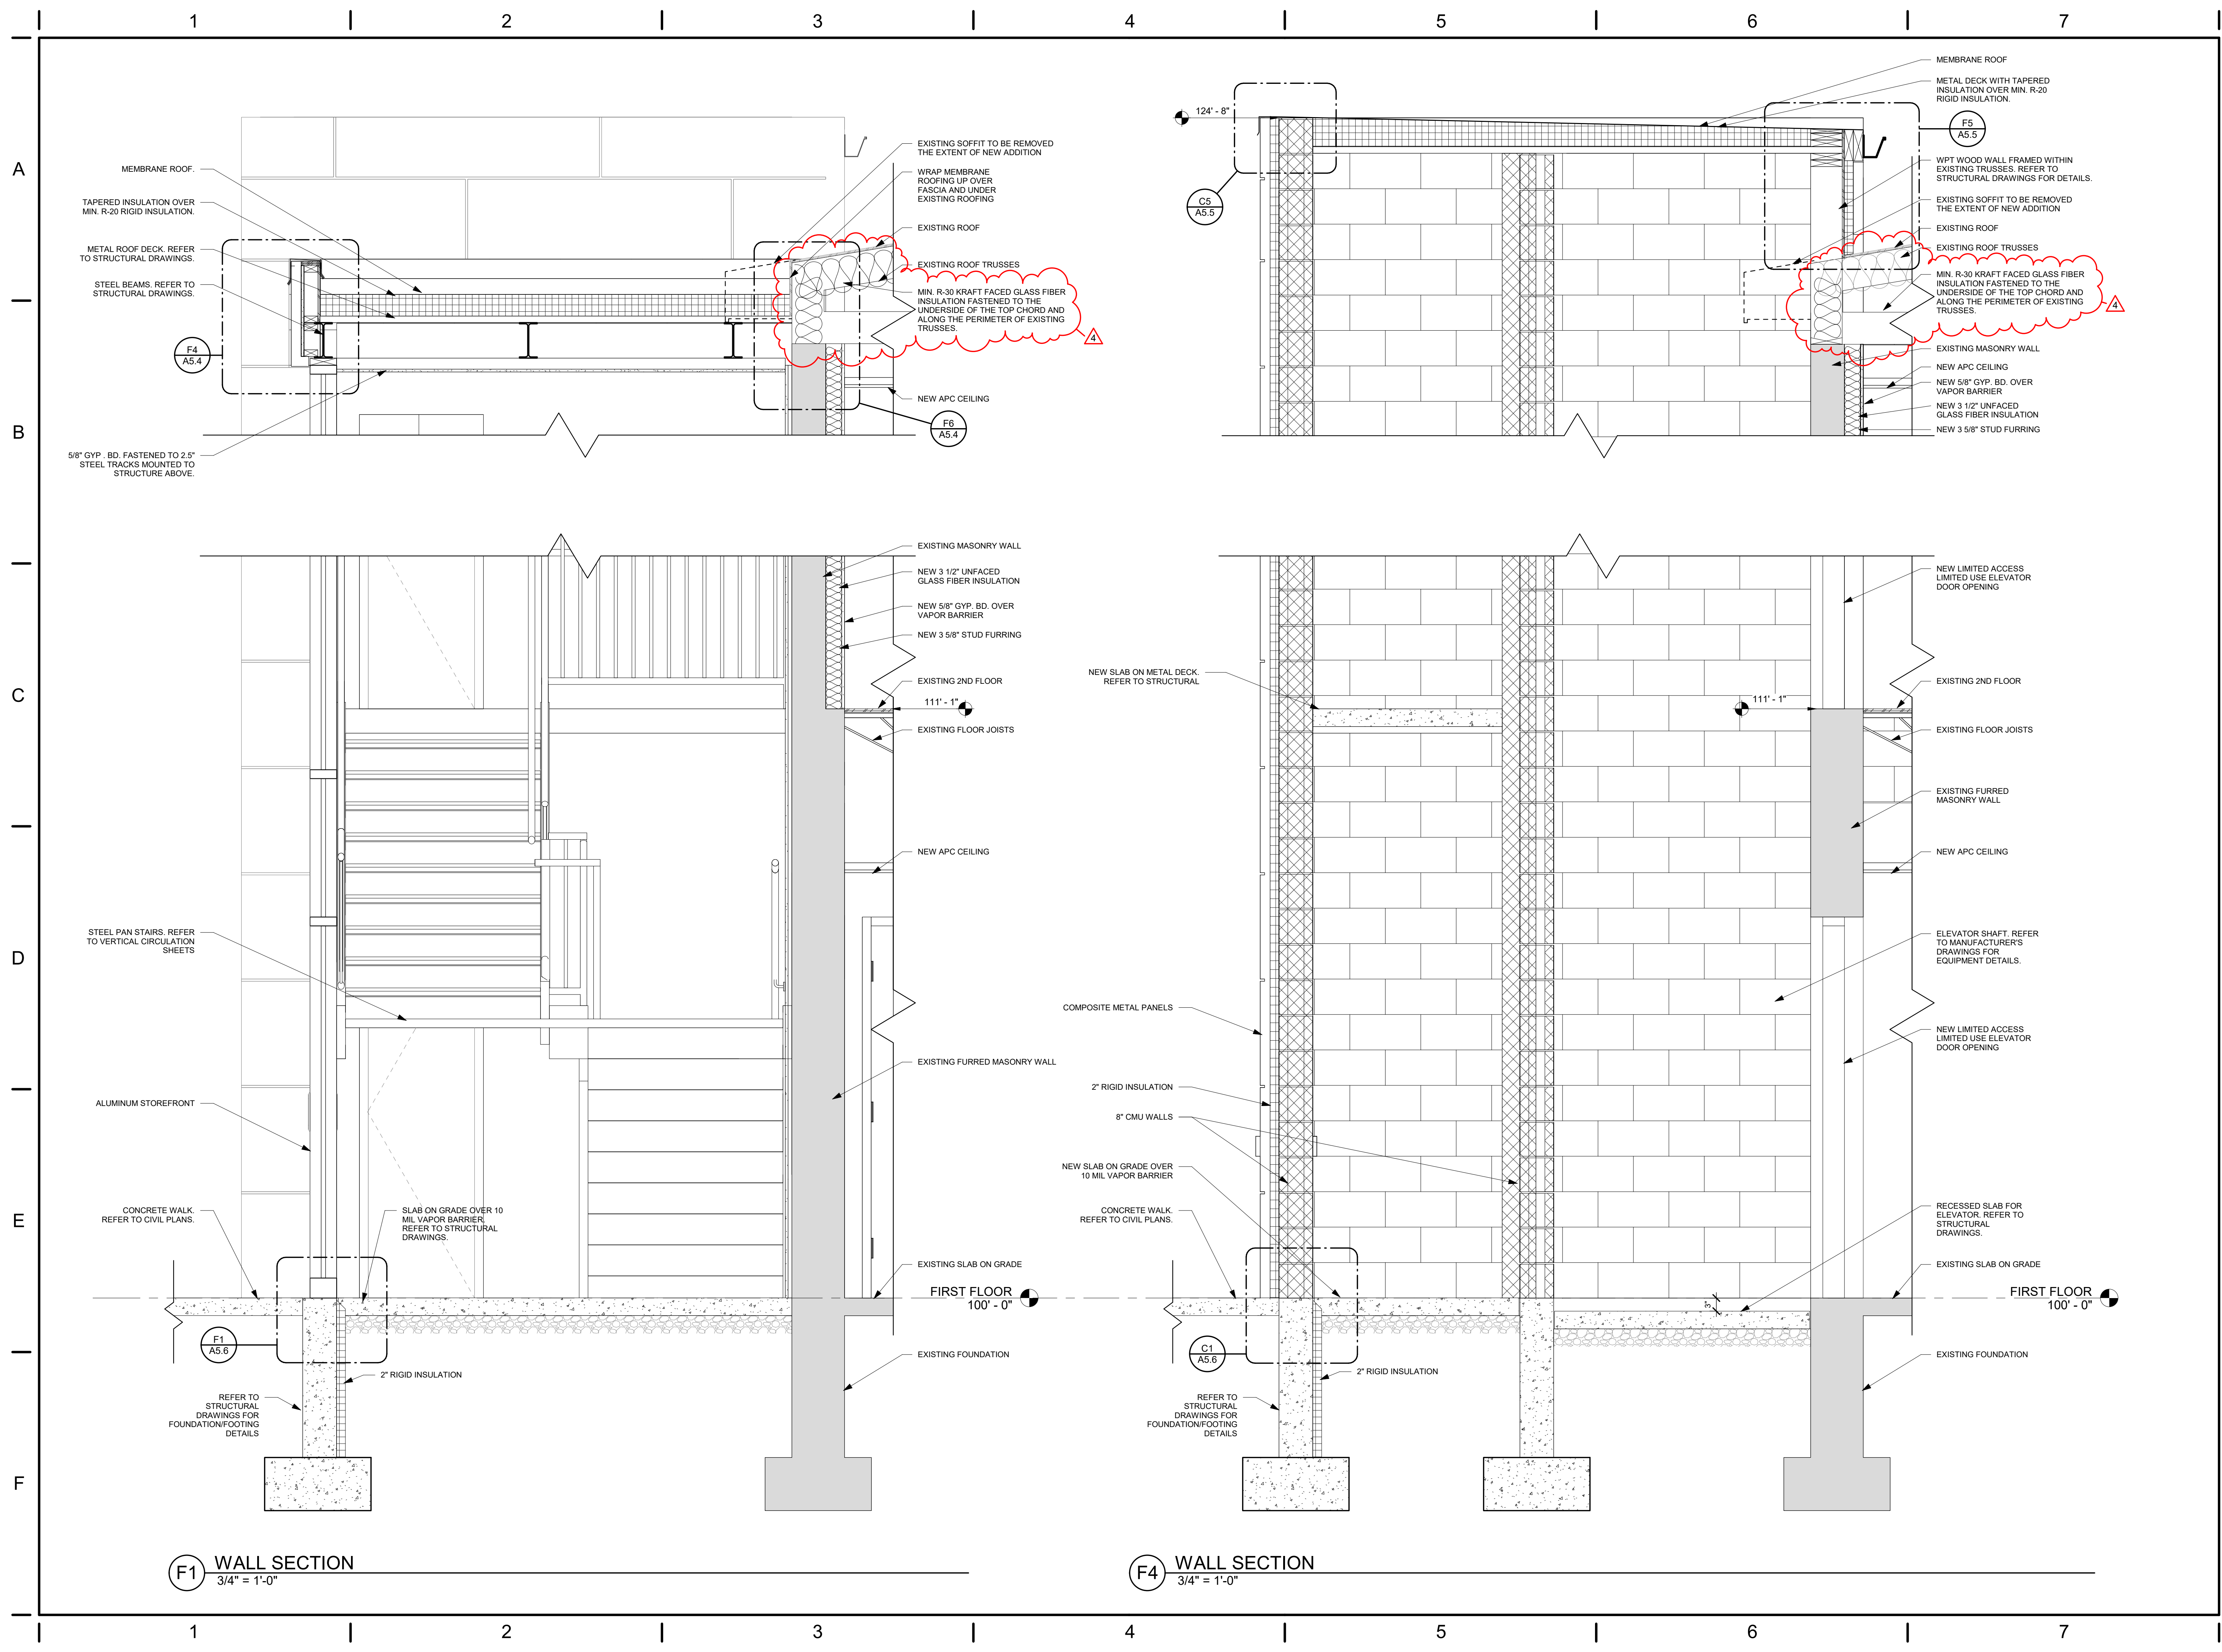 1 2 3 4 5 6 7
A
B
C
D
E
F
MEMBRANE ROOF.
TAPERED INSULATION OVER
MIN. R-20 RIGID INSULATION.
METAL ROOF DECK. REFER
TO STRUCTURAL DRAWINGS.
STEEL BEAMS. REFER TO
STRUCTURAL DRAWINGS.
F4
A5.4
5/8" GYP . BD. FASTENED TO 2.5"
STEEL TRACKS MOUNTED TO
STRUCTURE ABOVE.
EXISTING SOFFIT TO BE REMOVED
THE EXTENT OF NEW ADDITION
WRAP MEMBRANE
ROOFING UP OVER
FASCIA AND UNDER
EXISTING ROOFING
EXISTING ROOF
EXISTING ROOF TRUSSES
MIN. R-30 KRAFT FACED GLASS FIBER
INSULATION FASTENED TO THE
UNDERSIDE OF THE TOP CHORD AND
ALONG THE PERIMETER OF EXISTING
TRUSSES.
4
NEW APC CEILING
F6
A5.4
EXISTING MASONRY WALL
NEW 3 1/2" UNFACED
GLASS FIBER INSULATION
NEW 5/8" GYP. BD. OVER
VAPOR BARRIER
NEW 3 5/8" STUD FURRING
EXISTING 2ND FLOOR
111' - 1"
EXISTING FLOOR JOISTS
NEW APC CEILING
STEEL PAN STAIRS. REFER
TO VERTICAL CIRCULATION
SHEETS
EXISTING FURRED MASONRY WALL
ALUMINUM STOREFRONT
CONCRETE WALK.
REFER TO CIVIL PLANS.
SLAB ON GRADE OVER 10
MIL VAPOR BARRIER,
REFER TO STRUCTURAL
DRAWINGS.
EXISTING SLAB ON GRADE
FIRST FLOOR
100' - 0"
F1
A5.6
EXISTING FOUNDATION
2" RIGID INSULATION
REFER TO
STRUCTURAL
DRAWINGS FOR
FOUNDATION/FOOTING
DETAILS
F1
WALL SECTION
3/4" = 1'-0"
124' - 8"
C5
A5.5
MEMBRANE ROOF
METAL DECK WITH TAPERED
INSULATION OVER MIN. R-20
RIGID INSULATION.
F5
A5.5
WPT WOOD WALL FRAMED WITHIN
EXISTING TRUSSES. REFER TO
STRUCTURAL DRAWINGS FOR DETAILS.
EXISTING SOFFIT TO BE REMOVED
THE EXTENT OF NEW ADDITION
EXISTING ROOF
EXISTING ROOF TRUSSES
MIN. R-30 KRAFT FACED GLASS FIBER
INSULATION FASTENED TO THE
UNDERSIDE OF THE TOP CHORD AND
ALONG THE PERIMETER OF EXISTING
TRUSSES.
4
EXISTING MASONRY WALL
NEW APC CEILING
NEW 5/8" GYP. BD. OVER
VAPOR BARRIER
NEW 3 1/2" UNFACED
GLASS FIBER INSULATION
NEW 3 5/8" STUD FURRING
NEW LIMITED ACCESS
LIMITED USE ELEVATOR
DOOR OPENING
NEW SLAB ON METAL DECK.
REFER TO STRUCTURAL
111' - 1"
EXISTING 2ND FLOOR
EXISTING FLOOR JOISTS
EXISTING FURRED
MASONRY WALL
NEW APC CEILING
ELEVATOR SHAFT. REFER
TO MANUFACTURER'S
DRAWINGS FOR
EQUIPMENT DETAILS.
COMPOSITE METAL PANELS
NEW LIMITED ACCESS
LIMITED USE ELEVATOR
DOOR OPENING
2" RIGID INSULATION
8" CMU WALLS
NEW SLAB ON GRADE OVER
10 MIL VAPOR BARRIER
CONCRETE WALK.
REFER TO CIVIL PLANS.
RECESSED SLAB FOR
ELEVATOR. REFER TO
STRUCTURAL
DRAWINGS.
EXISTING SLAB ON GRADE
FIRST FLOOR
100' - 0"
3"
C1
A5.6
EXISTING FOUNDATION
2" RIGID INSULATION
REFER TO
STRUCTURAL
DRAWINGS FOR
FOUNDATION/FOOTING
DETAILS
F4
WALL SECTION
3/4" = 1'-0"
1 2 3 4 5 6 7